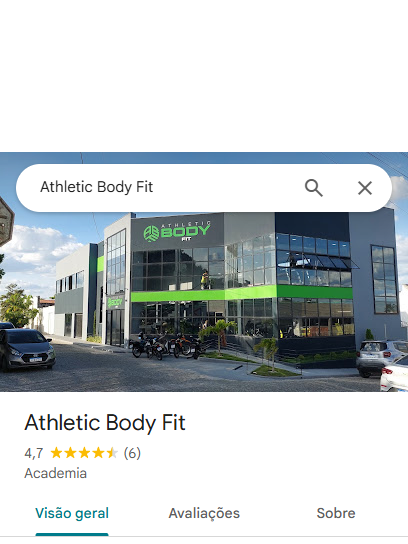 Athletic Body Fit
ATHLETIC
BODY
FIT
BODY
Athletic Body Fit
4,7 (6)
Academia
Visão geral Avaliações Sobre